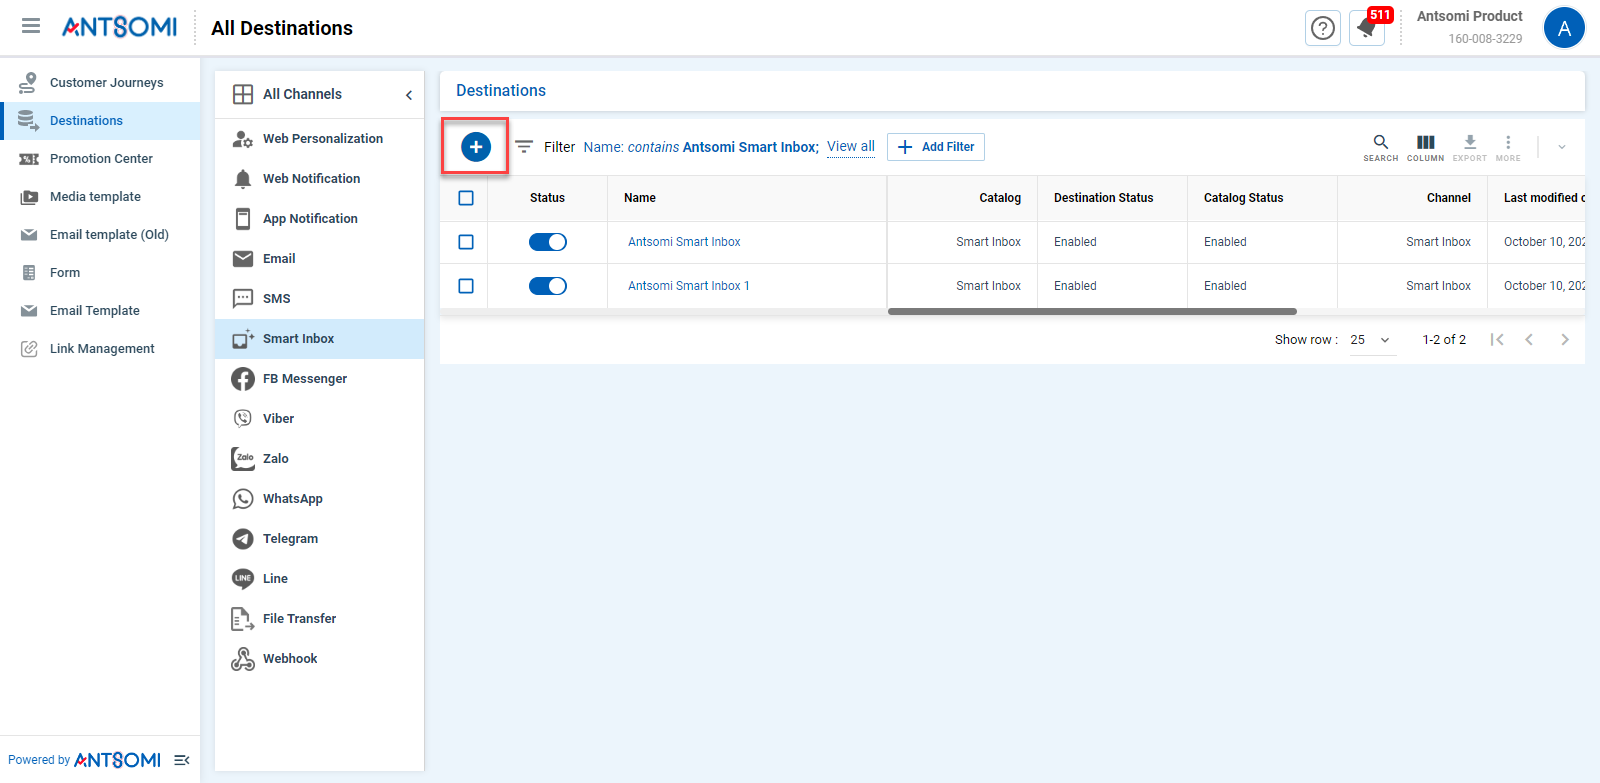 ANTSOMI
All Destinations
511
Antsomi Product
160-008-3229
A
Customer Journeys
Destinations
Promotion Center
Media template
Email template (Old)
Form
Email Template
Link Management
Powered by ANTSOMI
All Channels
Web Personalization
Web Notification
App Notification
Email
SMS
Smart Inbox
FB Messenger
Viber
Zalo Zalo
WhatsApp
Telegram
LINE Line
File Transfer
Webhook
Destinations
Filter Name: contains Antsomi Smart Inbox; View all Add Filter
SEARCH COLUMN EXPORT MORE
Status Name Catalog Destination Status Catalog Status Channel Last modified
Antsomi Smart Inbox Smart Inbox Enabled Enabled Smart Inbox October 10, 202
Antsomi Smart Inbox 1 Smart Inbox Enabled Enabled Smart Inbox October 10, 202
Show row : 25 1-2 of 2